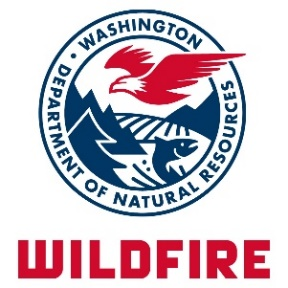 WASHINGTON
DEPARTMENT OF NATURAL RESOURCES
WILDFIRE